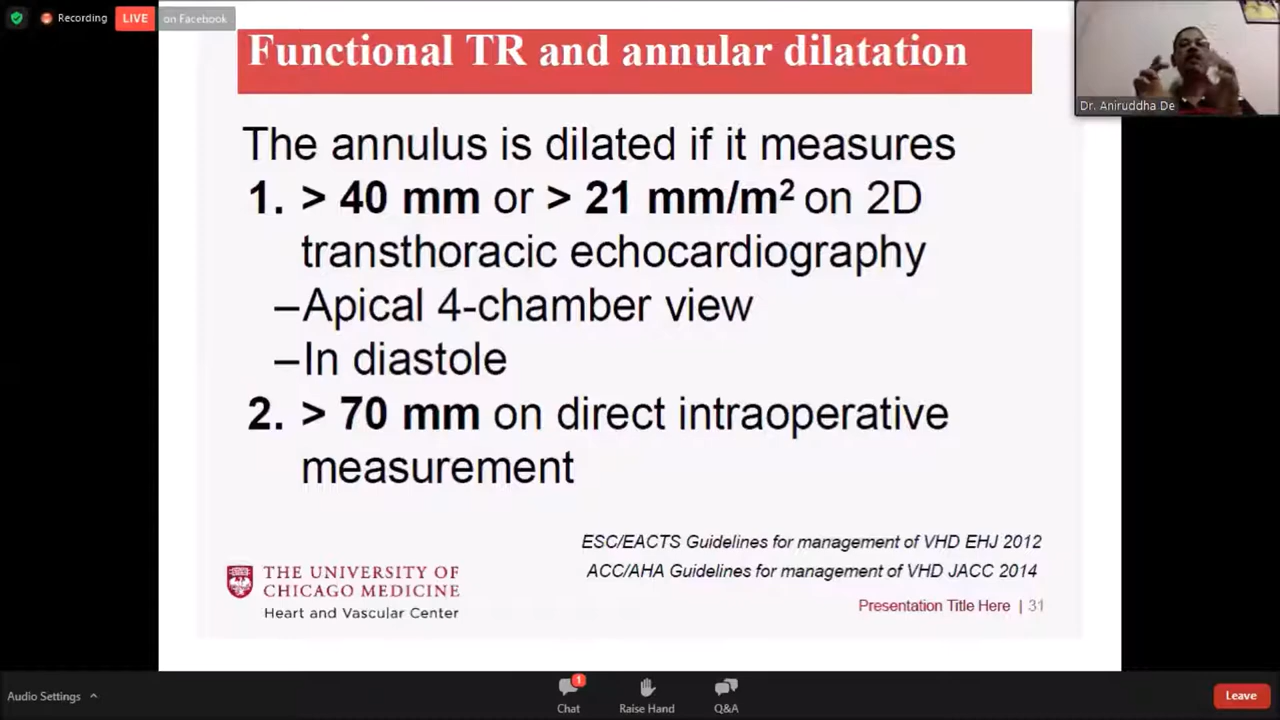 Recording
LIVE
on Facebook
Functional TR and annular dilatation
Dr. Aniruddha De
The annulus is dilated if it measures
1. > 40 mm or > 21 mm/m² on 2D
transthoracic echocardiography
–Apical 4-chamber view
–In diastole
2. > 70 mm on direct intraoperative
measurement
ESC/EACTS Guidelines for management of VHD EHJ 2012
ACC/AHA Guidelines for management of VHD JACC 2014
THE UNIVERSITY OF
CHICAGO MEDICINE
Heart and Vascular Center
Presentation Title Here | 31
Audio Settings
1
Chat
Raise Hand
Q&A
Leave